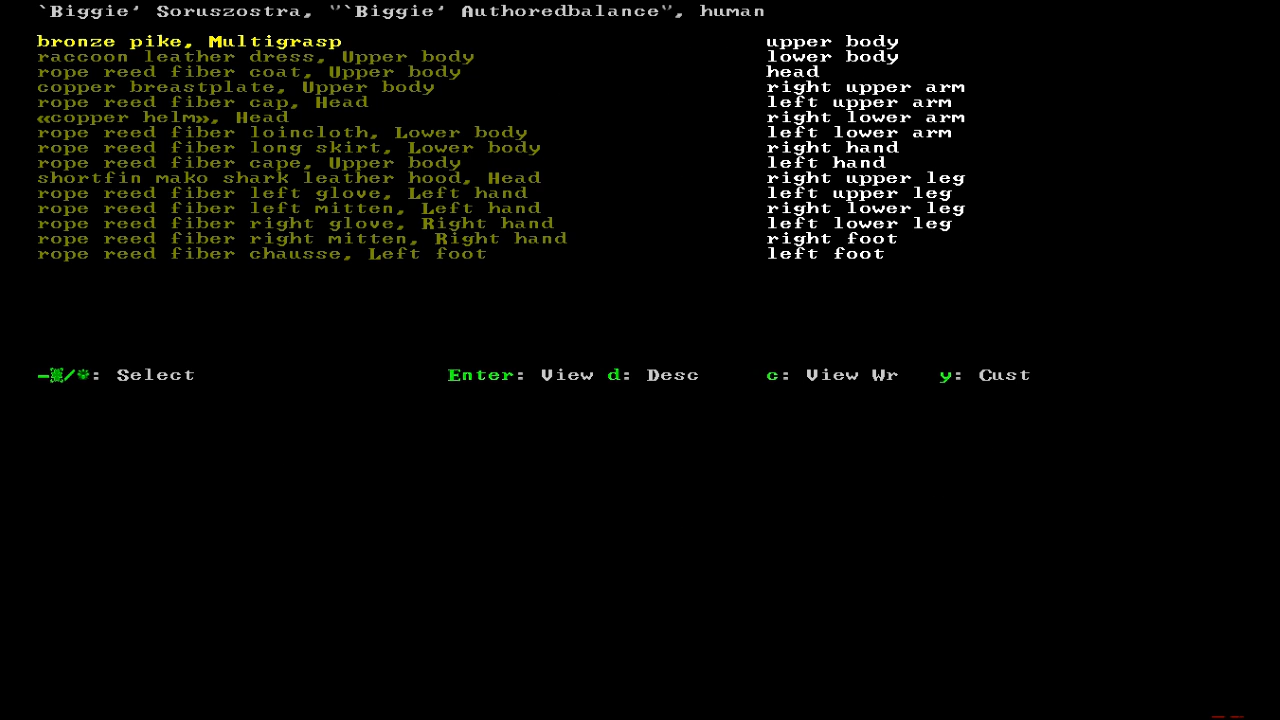 `Biggie' Soruszostra, "`Biggie' Authoredbalance", human
bronze pike, Multigrasp upper body
raccoon leather dress, Upper body lower body
rope reed fiber coat, Upper body head
copper breastplate, Upper body right upper arm
rope reed fiber cap, Head left upper arm
«copper helm», Head right lower arm
rope reed fiber loincloth, Lower body left lower arm
rope reed fiber long skirt, Lower body right hand
rope reed fiber cape, Upper body left hand
shortfin mako shark leather hood, Head right upper leg
rope reed fiber left glove, Left hand left upper leg
rope reed fiber left mitten, Left hand right lower leg
rope reed fiber right glove, Right hand left lower leg
rope reed fiber right mitten, Right hand right foot
rope reed fiber chausse, Left foot left foot
-/: Select Enter: View d: Desc c: View Wr y: Cust